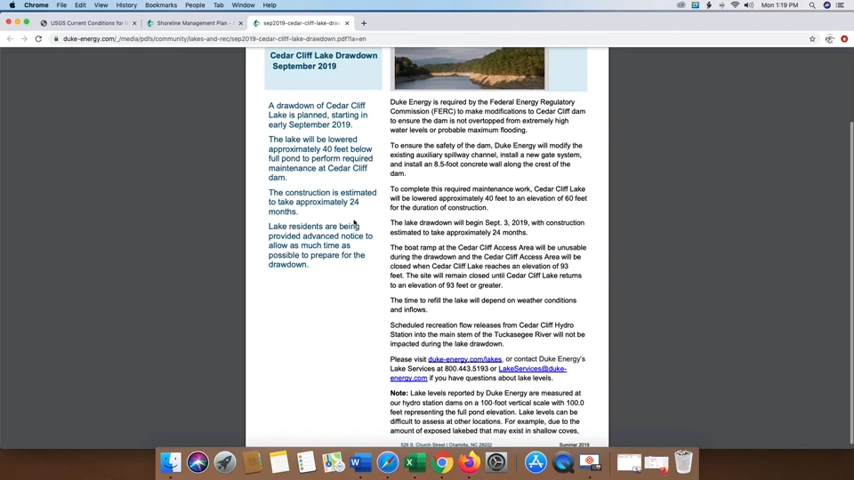 Chrome File Edit View History Bookmarks People Tab Window Help
Mon 1:19 PM
USGS Current Conditions for N
Shoreline Management Plan -
sep2019-cedar-cliff-lake-draw
duke-energy.com/_/media/pdfs/community/lakes-and-rec/sep2019-cedar-cliff-lake-drawdown.pdf?la=en
Cedar Cliff Lake Drawdown
September 2019
A drawdown of Cedar Cliff
Lake is planned, starting in
early September 2019.
The lake will be lowered
approximately 40 feet below
full pond to perform required
maintenance at Cedar Cliff
dam.
The construction is estimated
to take approximately 24
months.
Lake residents are being
provided advanced notice to
allow as much time as
possible to prepare for the
drawdown.
Duke Energy is required by the Federal Energy Regulatory
Commission (FERC) to make modifications to Cedar Cliff dam
to ensure the dam is not overtopped from extremely high
water levels or probable maximum flooding.
To ensure the safety of the dam, Duke Energy will modify the
existing auxiliary spillway channel, install a new gate system,
and install an 8.5-foot concrete wall along the crest of the
dam.
To complete this required maintenance work, Cedar Cliff Lake
will be lowered approximately 40 feet to an elevation of 60 feet
for the duration of construction.
The lake drawdown will begin Sept. 3, 2019, with construction
estimated to take approximately 24 months.
The boat ramp at the Cedar Cliff Access Area will be unusable
during the drawdown and the Cedar Cliff Access Area will be
closed when Cedar Cliff Lake reaches an elevation of 93
feet. The site will remain closed until Cedar Cliff Lake returns
to an elevation of 93 feet or greater.
The time to refill the lake will depend on weather conditions
and inflows.
Scheduled recreation flow releases from Cedar Cliff Hydro
Station into the main stem of the Tuckasegee River will not be
impacted during the lake drawdown.
Please visit duke-energy.com/lakes, or contact Duke Energy's
Lake Services at 800.443.5193 or LakeServices@duke-
energy.com if you have questions about lake levels.
Note: Lake levels reported by Duke Energy are measured at
our hydro station dams on a 100-foot vertical scale with 100.0
feet representing the full pond elevation. Lake levels can be
difficult to assess at other locations. For example, due to the
amount of exposed lakebed that may exist in shallow coves,
526 S. Church Street | Charlotte, NC 28202
Summer 2019